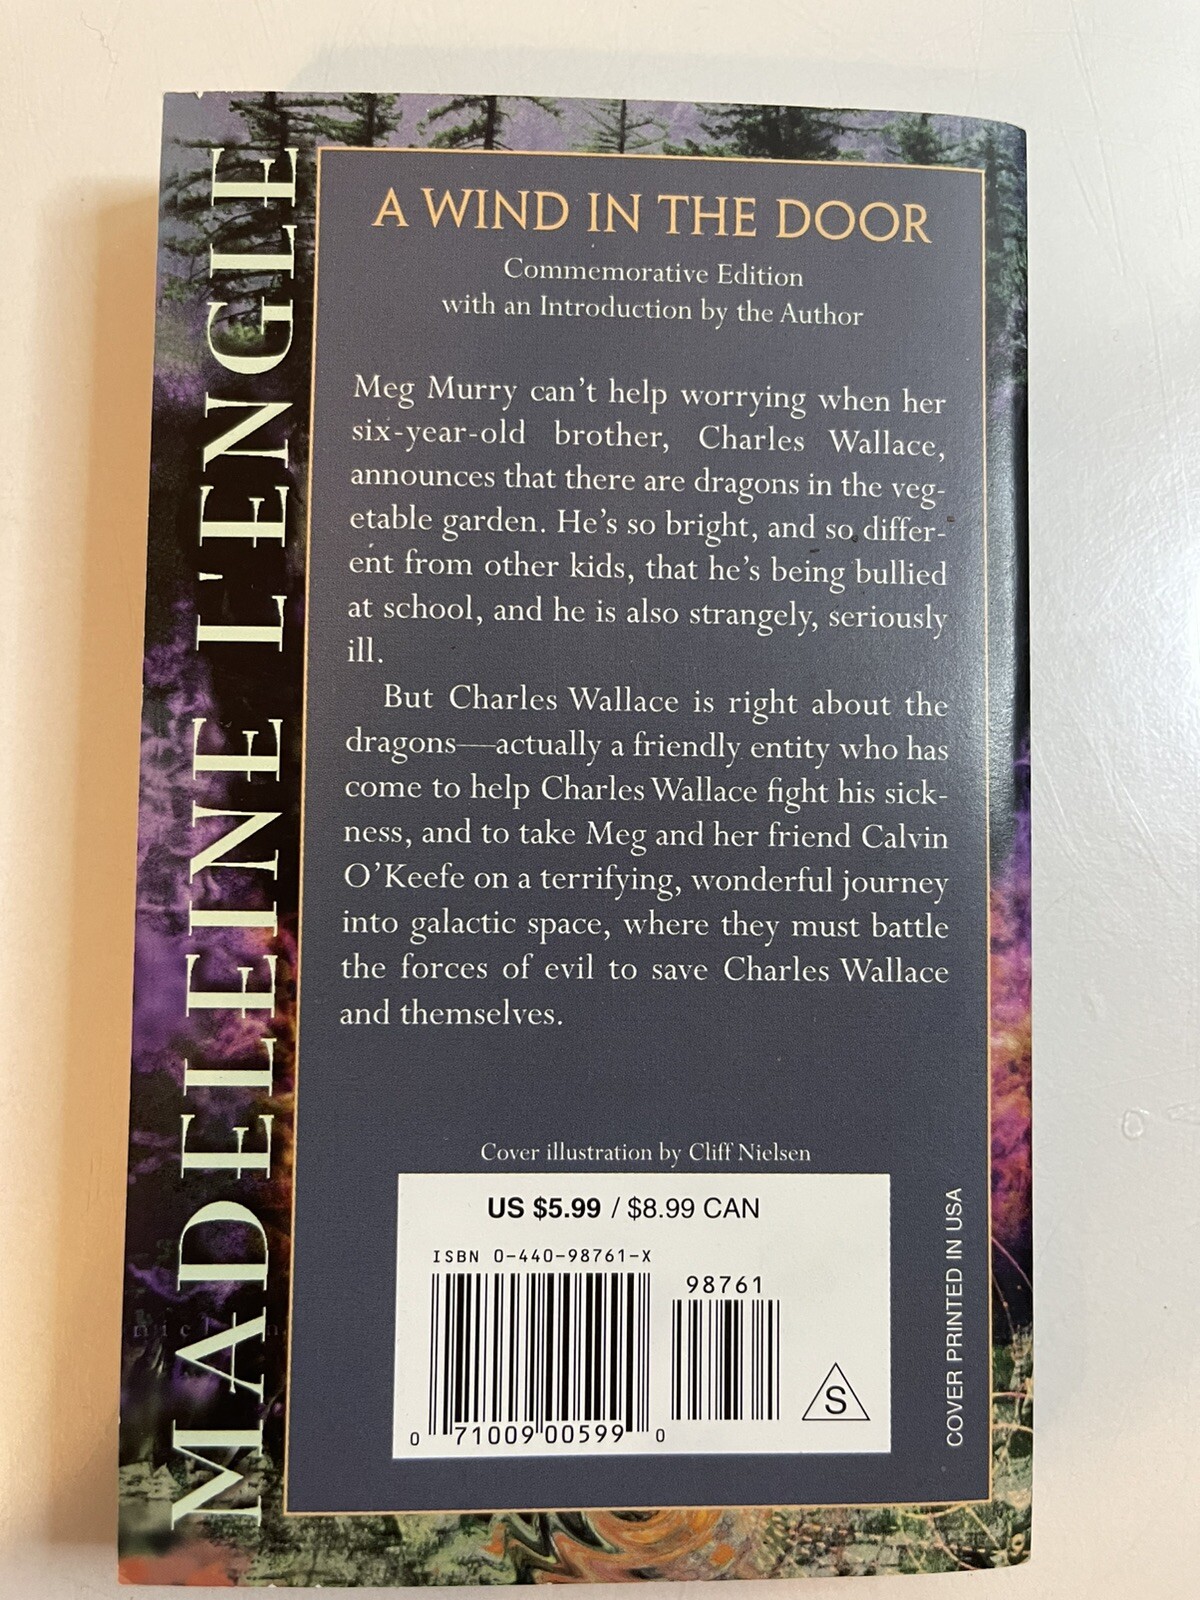 MADELEINE L'ENGLE
A WIND IN THE DOOR
Commemorative Edition
with an Introduction by the Author
Meg Murry can't help worrying when her
six-year-old brother, Charles Wallace,
announces that there are dragons in the veg-
etable garden. He's so bright, and so differ-
ent from other kids, that he's being bullied
at school, and he is also strangely, seriously
ill.
But Charles Wallace is right about the
dragons—actually a friendly entity who has
come to help Charles Wallace fight his sick-
ness, and to take Meg and her friend Calvin
O'Keefe on a terrifying, wonderful journey
into galactic space, where they must battle
the forces of evil to save Charles Wallace
and themselves.
Cover illustration by Cliff Nielsen
US $5.99 / $8.99 CAN
ISBN 0-440-98761-X
98761
0 71009 00599 0
S
COVER PRINTED IN USA